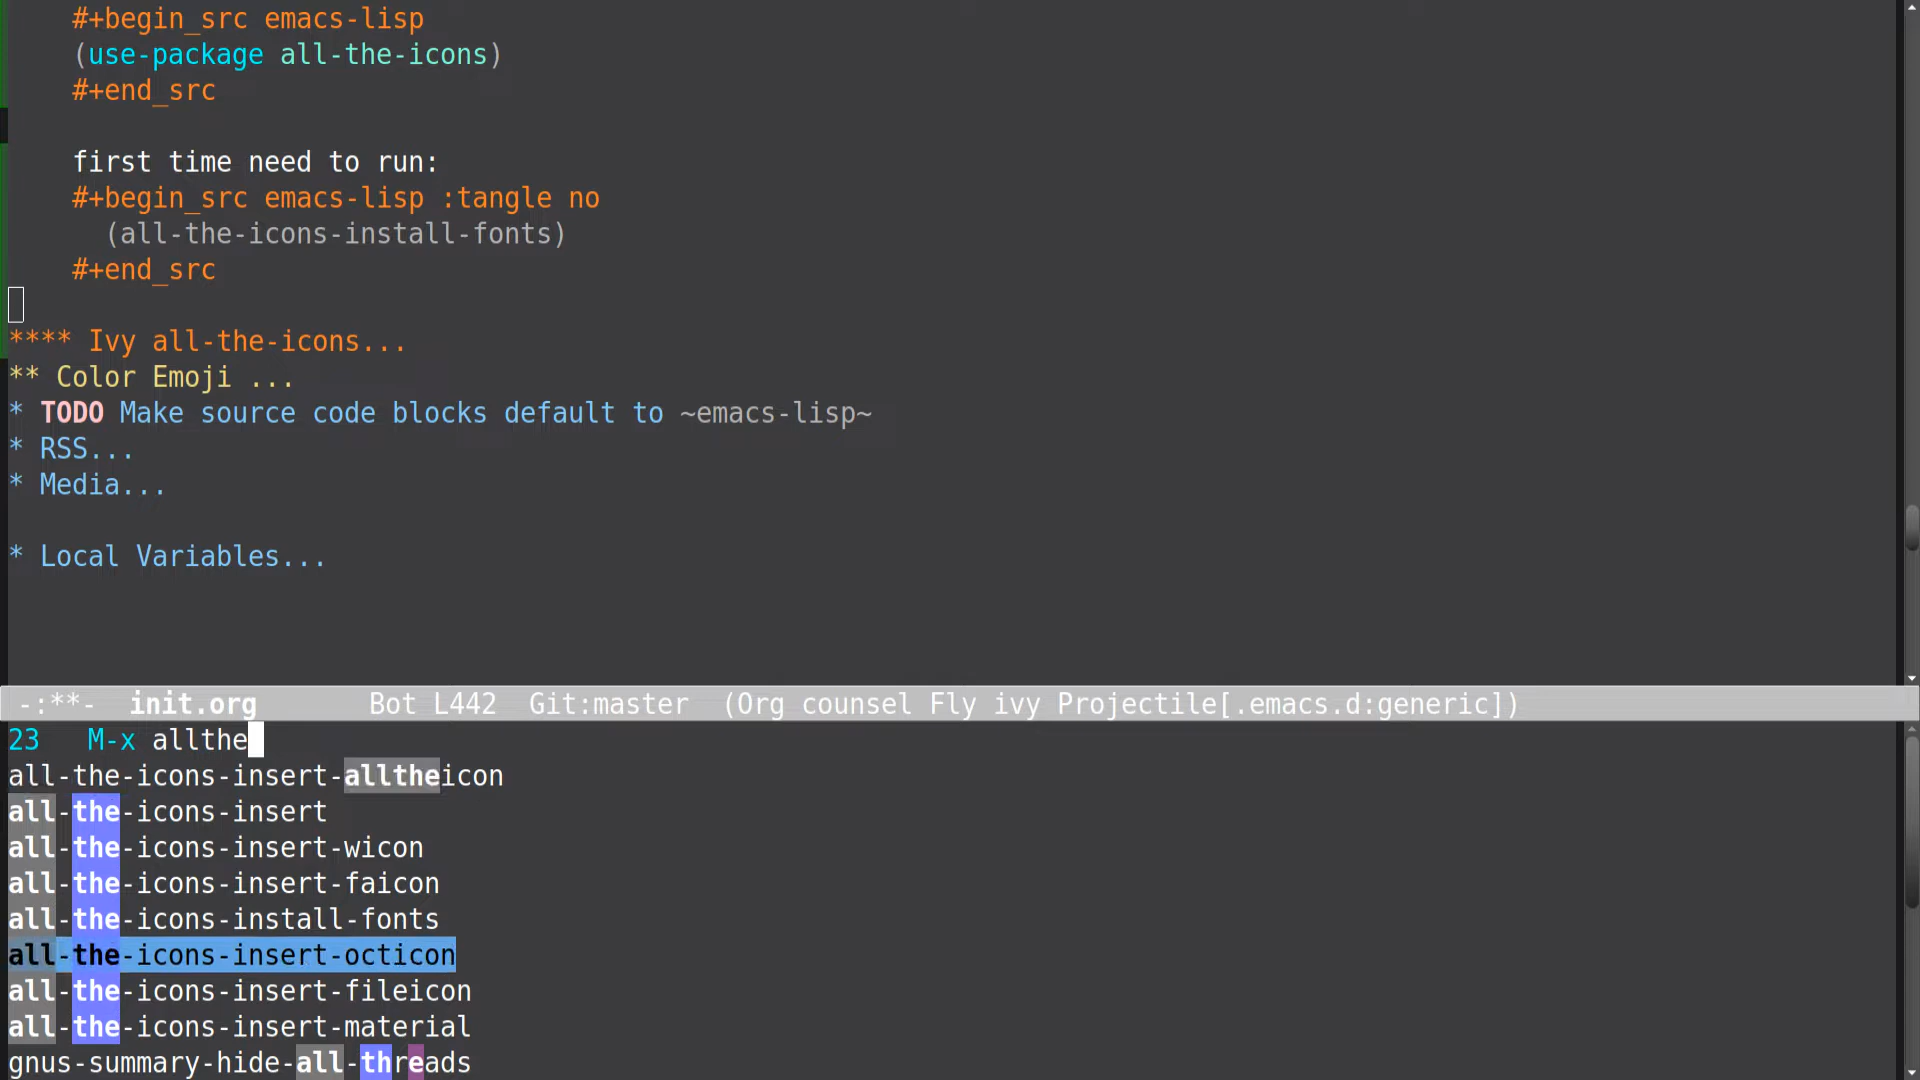 #+begin_src emacs-lisp
(use-package all-the-icons)
#+end_src
first time need to run:
#+begin_src emacs-lisp :tangle no
(all-the-icons-install-fonts)
#+end_src
**** Ivy all-the-icons...
** Color Emoji ...
* TODO Make source code blocks default to ~emacs-lisp~
* RSS...
* Media...
* Local Variables...
-:**-  init.org       Bot L442  Git:master  (Org counsel Fly ivy Projectile[.emacs.d:generic])
23   M-x allthe
all-the-icons-insert-alltheicon
all-the-icons-insert
all-the-icons-insert-wicon
all-the-icons-insert-faicon
all-the-icons-install-fonts
all-the-icons-insert-octicon
all-the-icons-insert-fileicon
all-the-icons-insert-material
gnus-summary-hide-all-threads